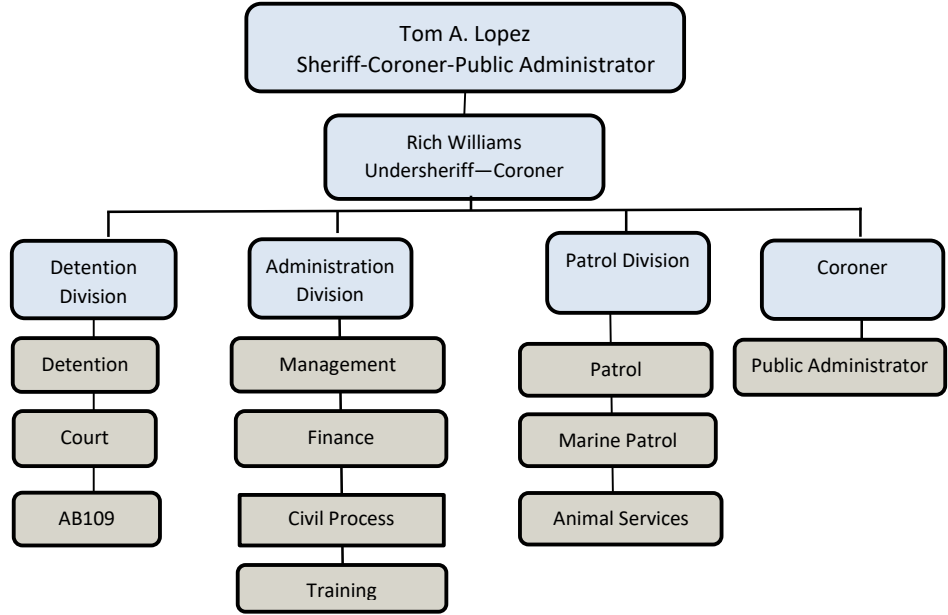 Tom A. Lopez
Sheriff-Coroner-Public Administrator
Rich Williams
Undersheriff—Coroner
Detention
Division
Administration
Division
Patrol Division
Coroner
Detention
Management
Patrol
Public Administrator
Court
Finance
Marine Patrol
AB109
Civil Process
Animal Services
Training